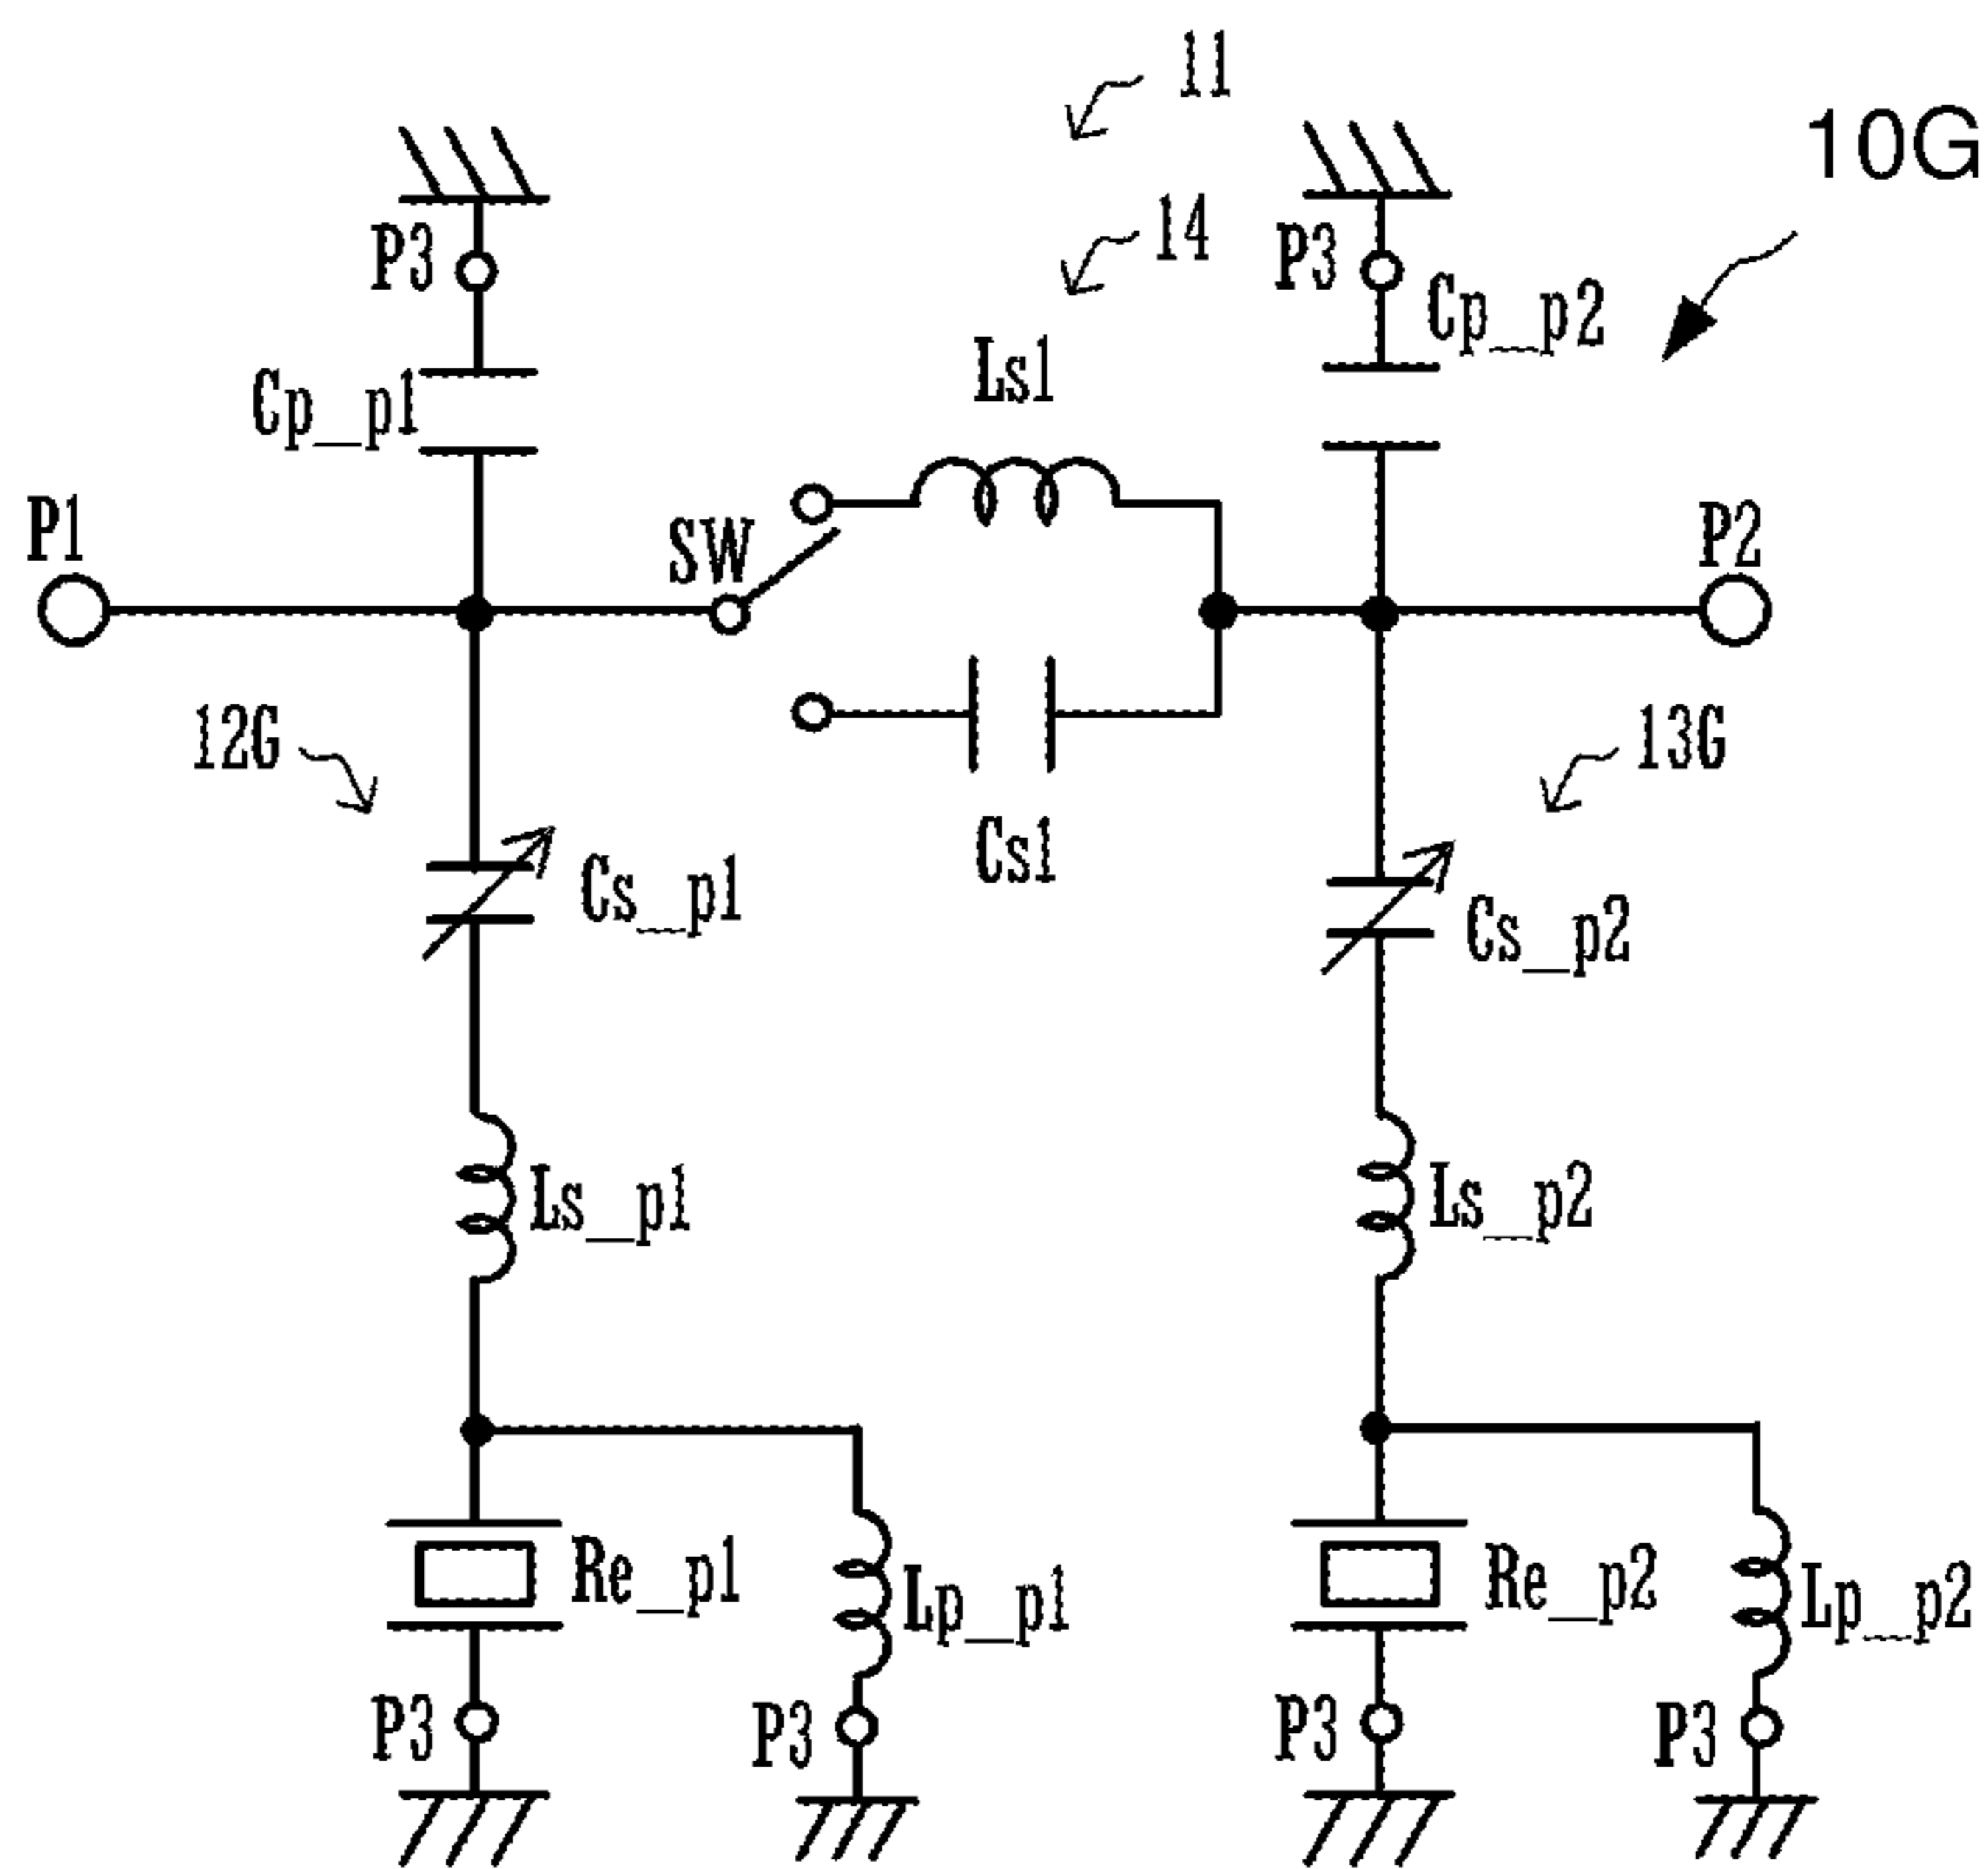 11
10G
P3
14
P3
Cp_p2
Ls1
Cp_p1
P1
SW
P2
12G
13G
Cs1
Cs_p1
Cs_p2
Ls_p1
Ls_p2
Re_p1
Lp_p1
Re_p2
Lp_p2
P3
P3
P3
P3